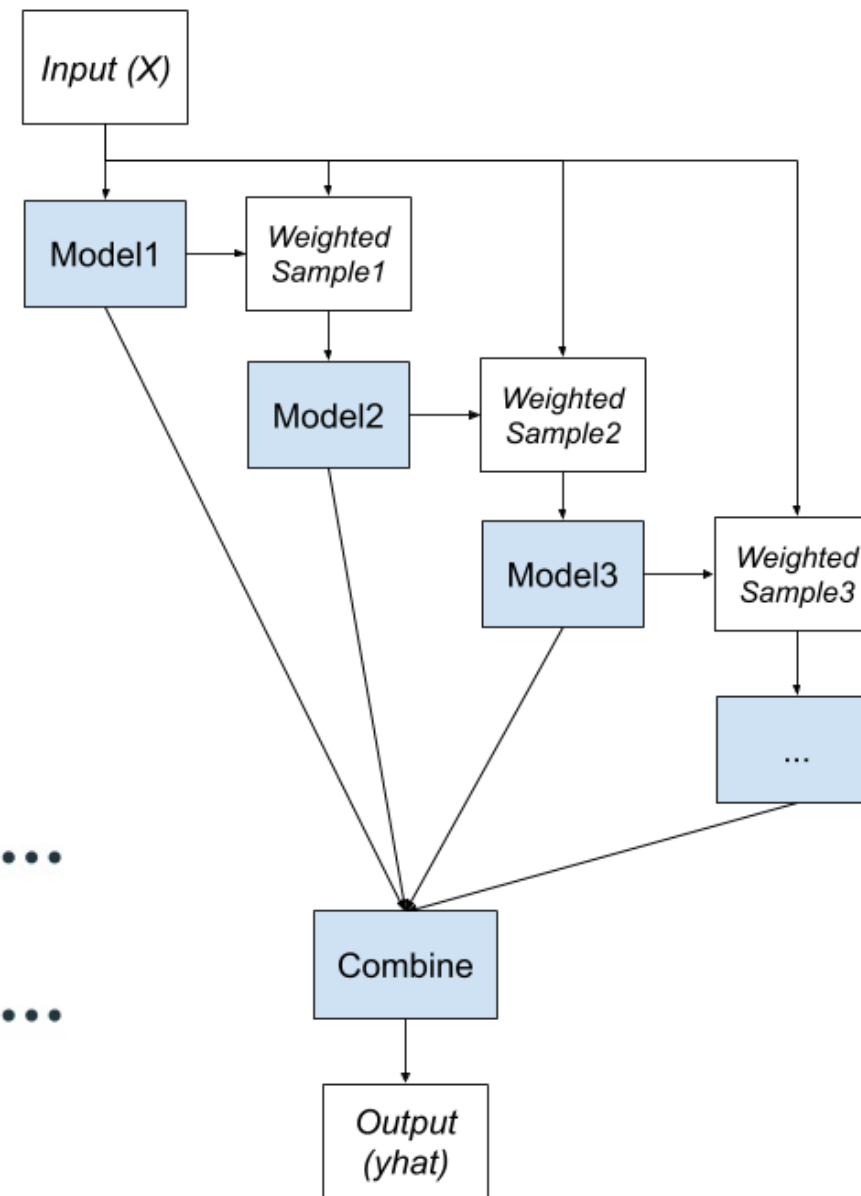 Input (X)
Model1
Weighted
Sample1
Model2
Weighted
Sample2
Model3
Weighted
Sample3
...
Combine
Output
(yhat)